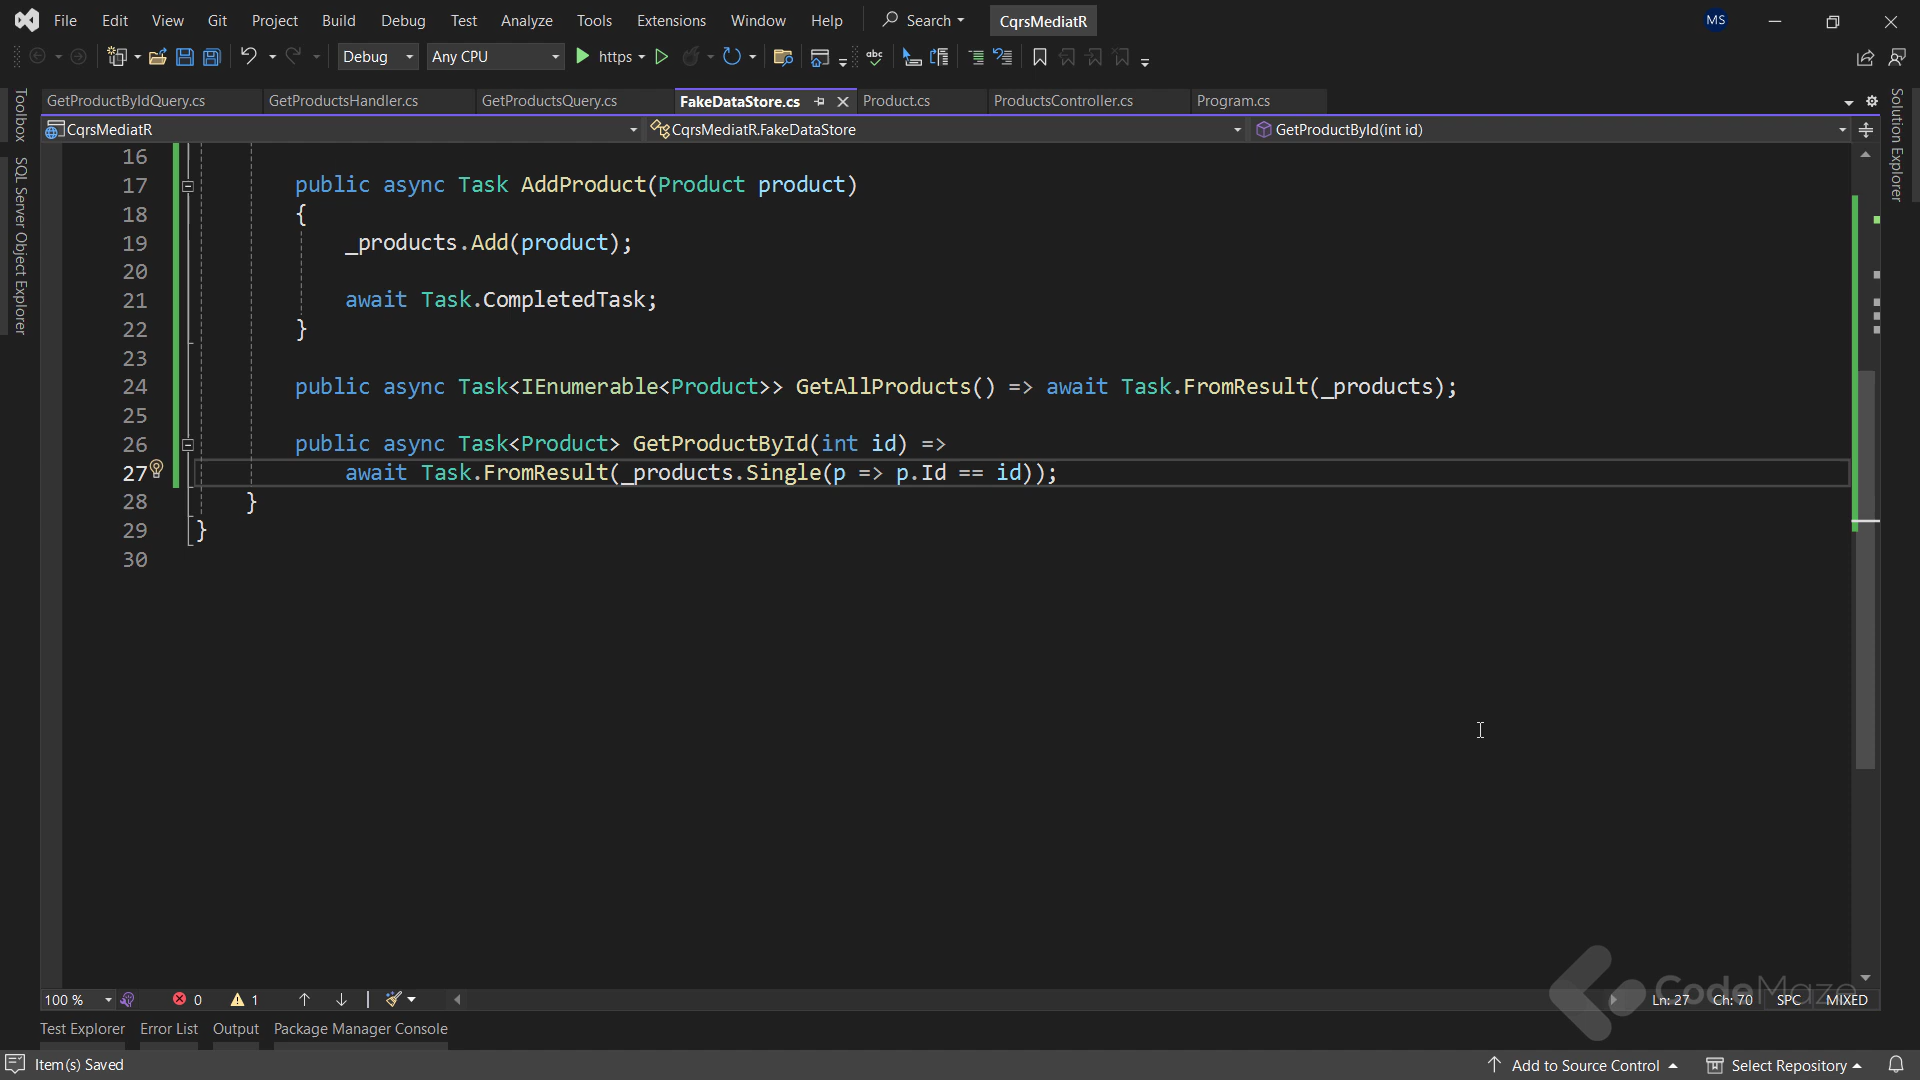 File Edit View Git Project Build Debug Test Analyze Tools Extensions Window Help Search CqrsMediatR MS
Debug Any CPU https abc
GetProductByIdQuery.cs GetProductsHandler.cs GetProductsQuery.cs FakeDataStore.cs Product.cs ProductsController.cs Program.cs
CqrsMediatR CqrsMediatR.FakeDataStore GetProductById(int id)
Toolbox
SQL Server Object Explorer
Solution Explorer
16
17 public async Task AddProduct(Product product)
18 {
19 _products.Add(product);
20
21 await Task.CompletedTask;
22 }
23
24 public async Task<IEnumerable<Product>> GetAllProducts() => await Task.FromResult(_products);
25
26 public async Task<Product> GetProductById(int id) =>
27 await Task.FromResult(_products.Single(p => p.Id == id));
28 }
29 }
30
CodeMaze
100 % 0 1 Ln: 27 Ch: 70 SPC MIXED
Test Explorer Error List Output Package Manager Console
Item(s) Saved Add to Source Control Select Repository